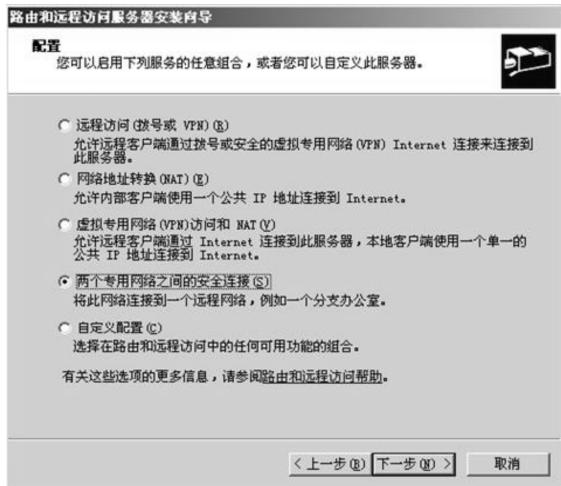 路由和远程访问服务器安装向导
配置
您可以启用下列服务的任意组合，或者您可以自定义此服务器。
远程访问(拨号或 VPN)(R)
允许远程客户端通过拨号或安全的虚拟专用网络(VPN) Internet 连接来连接到
此服务器。
网络地址转换(NAT)(E)
允许内部客户端使用一个公共 IP 地址连接到 Internet。
虚拟专用网络(VPN)访问和 NAT(V)
允许远程客户端通过 Internet 连接到此服务器，本地客户端使用一个单一的
公共 IP 地址连接到 Internet。
两个专用网络之间的安全连接(S)
将此网络连接到一个远程网络，例如一个分支办公室。
自定义配置(C)
选择在路由和远程访问中的任何可用功能的组合。
有关这些选项的更多信息，请参阅路由和远程访问帮助。
< 上一步(B) 下一步(N) > 取消